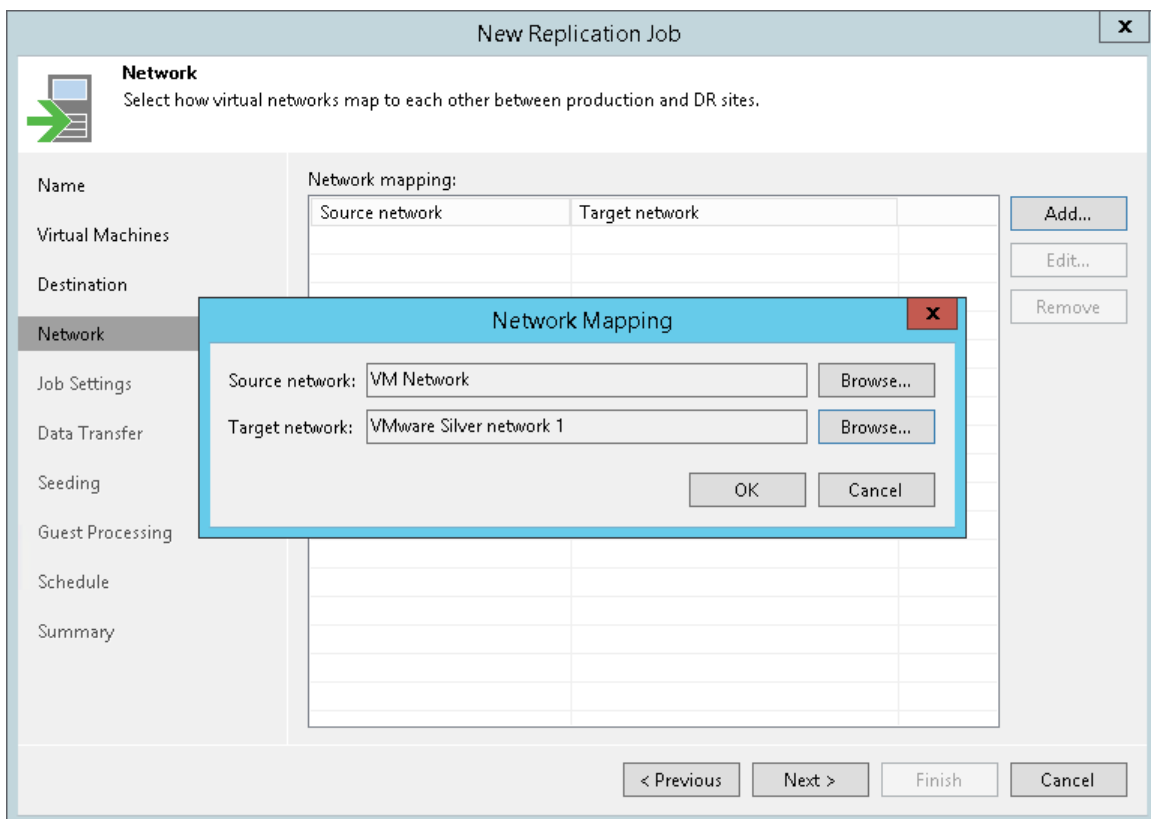 New Replication Job
x
Network
Select how virtual networks map to each other between production and DR sites.
Name
Virtual Machines
Destination
Network
Job Settings
Data Transfer
Seeding
Guest Processing
Schedule
Summary
Network mapping:
Source network Target network
Add...
Edit...
Remove
Network Mapping
x
Source network: VM Network Browse...
Target network: VMware Silver network 1 Browse...
OK Cancel
< Previous Next > Finish Cancel